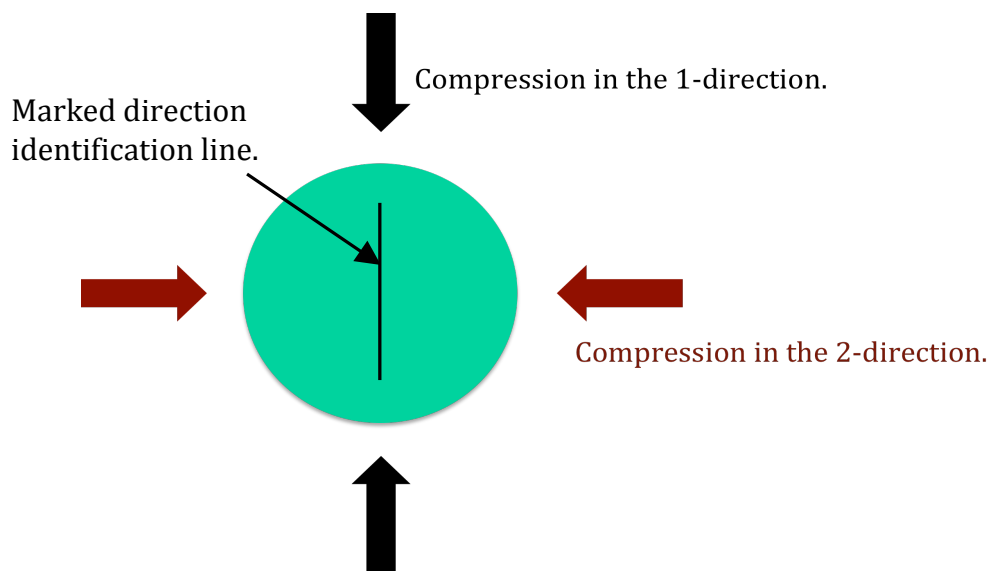 Compression in the 1-direction.
Marked direction
identification line.
Compression in the 2-direction.